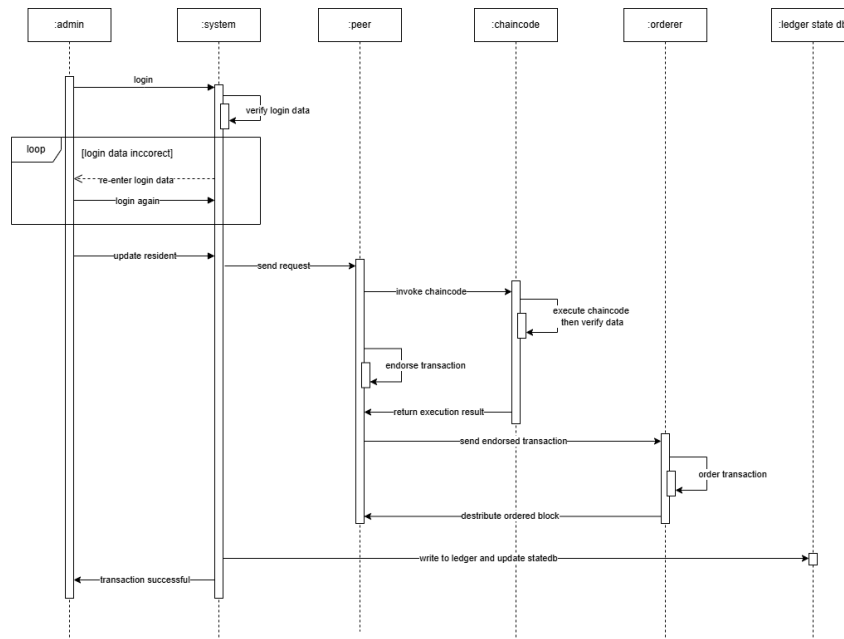 :admin
:system
:peer
:chaincode
:orderer
:ledger state db
login
verify login data
loop
[login data inccorect]
re-enter login data
login again
update resident
send request
invoke chaincode
execute chaincode
then verify data
endorse transaction
return execution result
send endorsed transaction
order transaction
destribute ordered block
write to ledger and update statedb
transaction successful